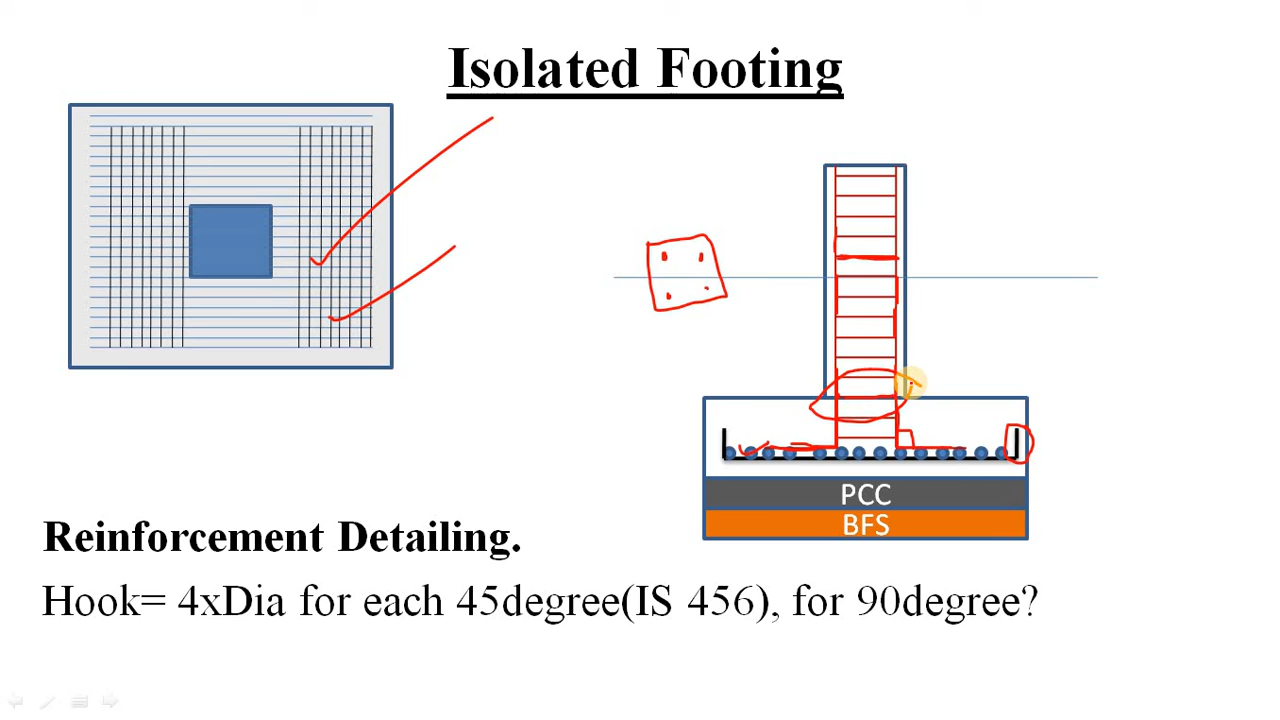 Isolated Footing
PCC
BFS
Reinforcement Detailing.
Hook= 4xDia for each 45degree(IS 456), for 90degree?